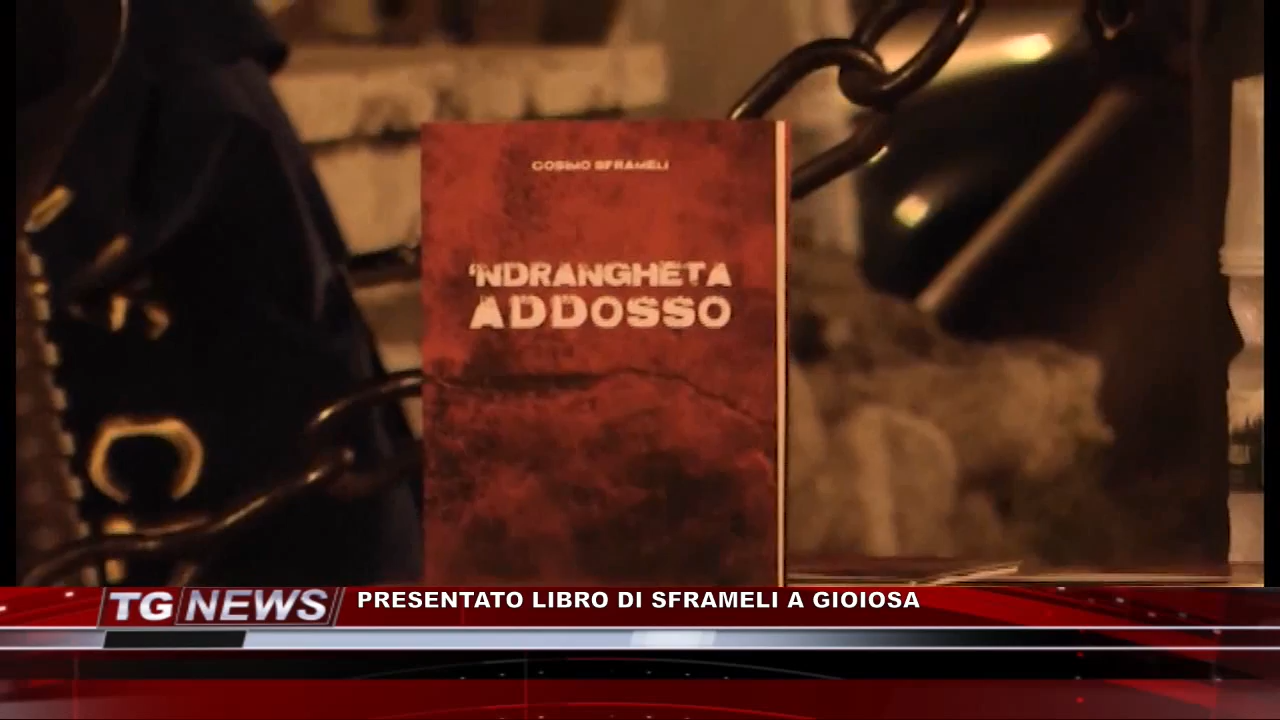 COSIMO SFRAMELI
'NDRANGHETA
ADDOSSO
TG NEWS
PRESENTATO LIBRO DI SFRAMELI A GIOIOSA